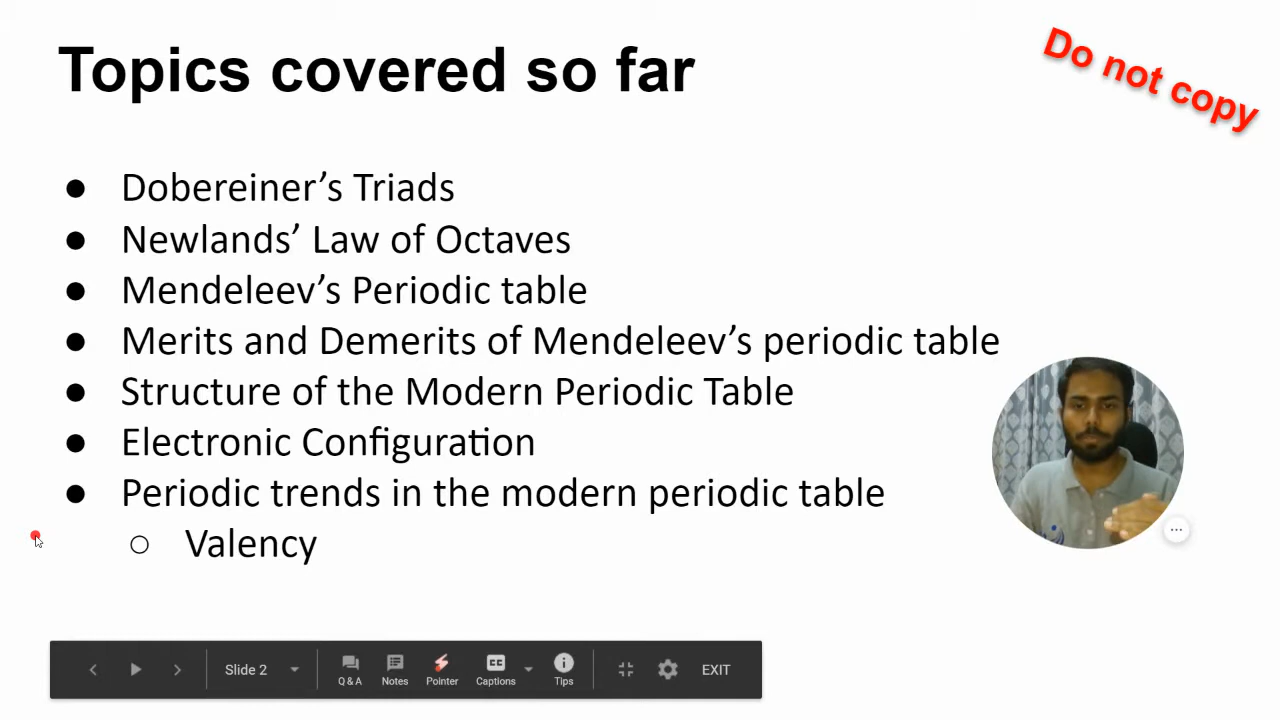 Topics covered so far
Do not copy
● Dobereiner’s Triads
● Newlands’ Law of Octaves
● Mendeleev’s Periodic table
● Merits and Demerits of Mendeleev’s periodic table
● Structure of the Modern Periodic Table
● Electronic Configuration
● Periodic trends in the modern periodic table
○ Valency
Slide 2
Q & A Notes Pointer Captions Tips
CC
EXIT